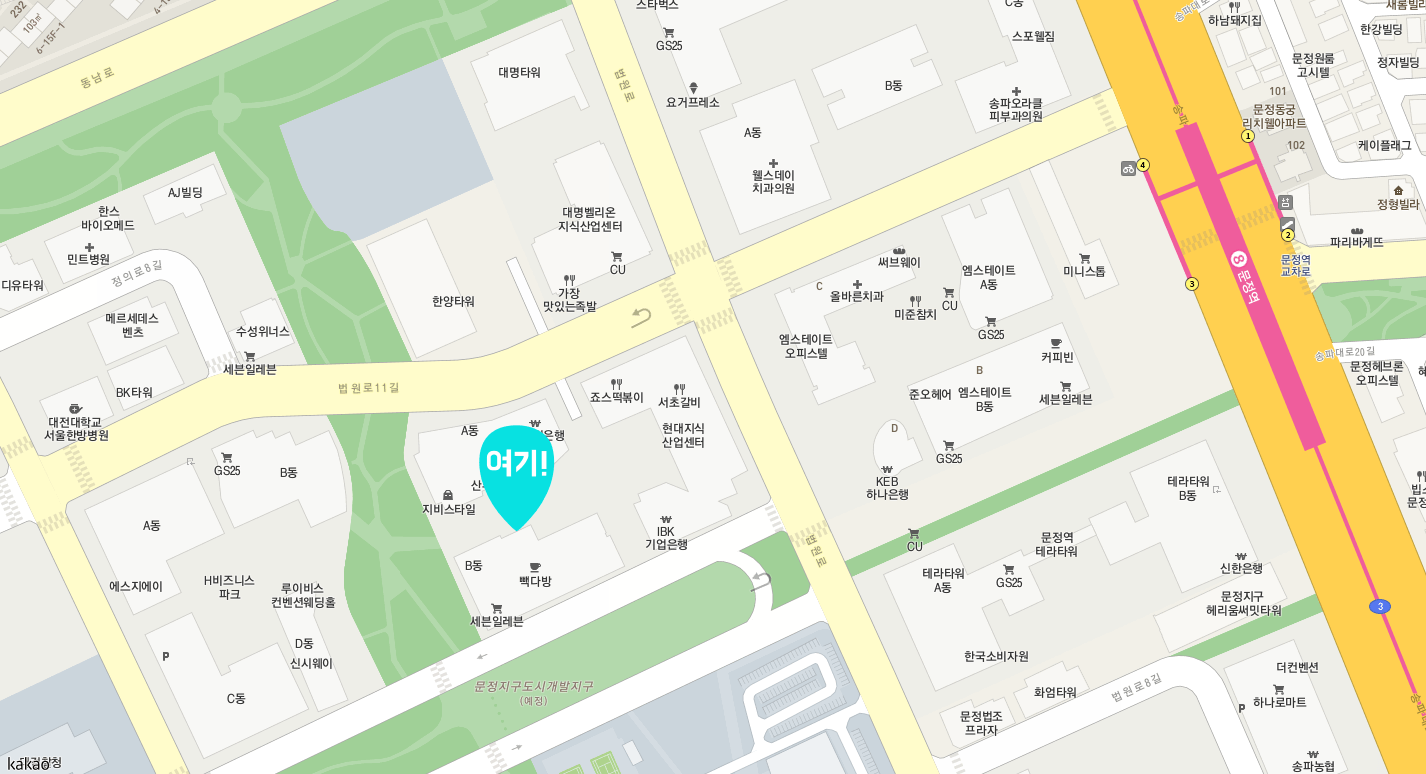 232
103㎡
6-15F-1
동남로
스타벅스
GS25
C동
스포웰짐
송파대로
하남돼지집
새롬빌라
한강빌딩
정자빌딩
문정원룸
고시텔
대명타워
법원로
요거프레소
B동
송파오라클
피부과의원
송파
101
문정동궁
리치웰아파트
102
케이플래그
A동
웰스데이
치과의원
AJ빌딩
한스
바이오메드
민트병원
정의로8길
디유타워
대명벨리온
지식산업센터
CU
가장
맛있는족발
한양타워
4
1
2
3
정형빌라
파리바게뜨
문정역
교차로
8 문정역
미니스톱
써브웨이
C
올바른치과
엠스테이트
A동
CU
미준참치
GS25
메르세데스
벤츠
수성위너스
세븐일레븐
BK타워
법원로11길
엠스테이트
오피스텔
커피빈
B
준오헤어
엠스테이트
B동
세븐일레븐
송파대로20길
문정헤브론
오피스텔
대전대학교
서울한방병원
죠스떡볶이
서초갈비
현대지식
산업센터
A동
은행
여기!
지비스타일
D
GS25
KEB
하나은행
GS25
B동
테라타워
B동
A동
IBK
기업은행
법원로
CU
문정역
테라타워
에스지에이
H비즈니스
파크
루이비스
컨벤션웨딩홀
B동
빽다방
세븐일레븐
테라타워
A동
GS25
신한은행
문정지구
헤리움써밋타워
3
D동
신시웨이
P
C동
문정지구도시개발지구
(예정)
한국소비자원
화엄타워
문정법조
프라자
법원로8길
더컨벤션
하나로마트
P
송파농협
kakao